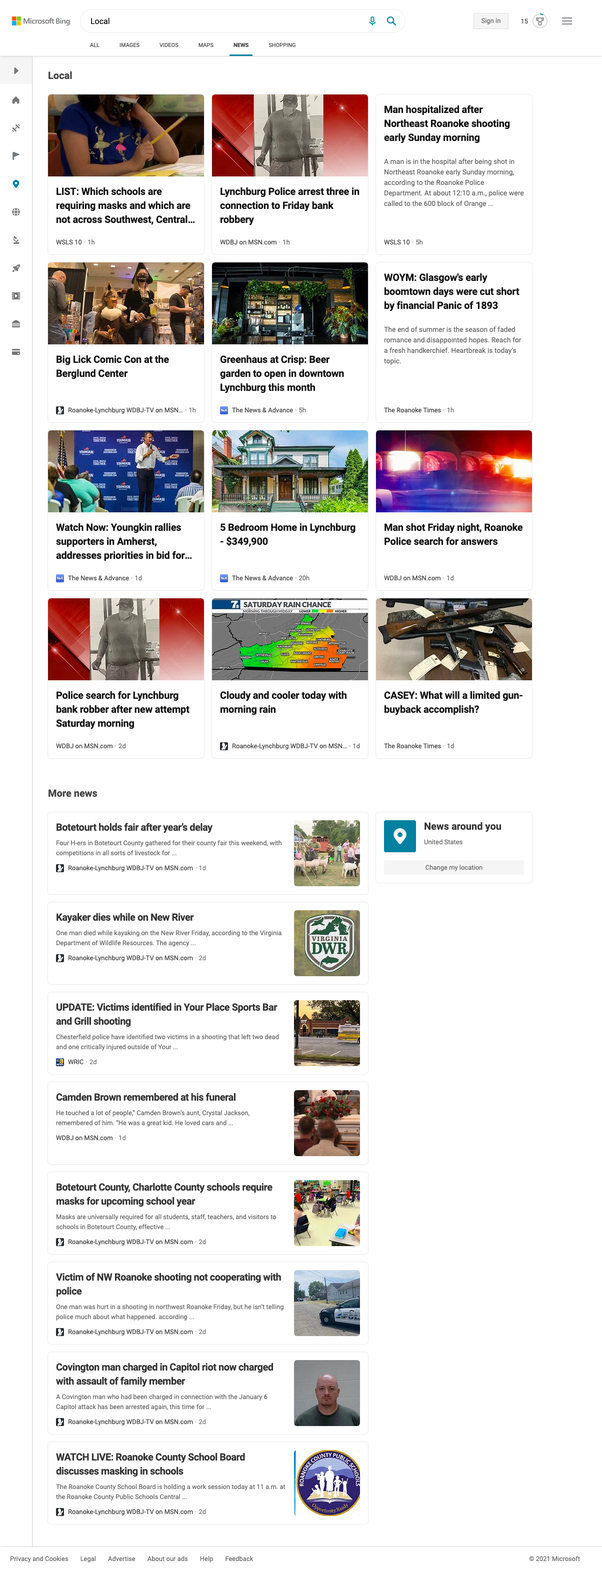 Microsoft Bing
Local
Sign in
15
ALL
IMAGES
VIDEOS
MAPS
NEWS
SHOPPING
Local
LIST: Which schools are
requiring masks and which are
not across Southwest, Central...
WSLS 10 · 1h
Lynchburg Police arrest three in
connection to Friday bank
robbery
WDBJ on MSN.com · 1h
Man hospitalized after
Northeast Roanoke shooting
early Sunday morning
A man is in the hospital after being shot in
Northeast Roanoke early Sunday morning,
according to the Roanoke Police
Department. At about 12:10 a.m., police were
called to the 600 block of Orange ...
WSLS 10 · 5h
Big Lick Comic Con at the
Berglund Center
Roanoke-Lynchburg WDBJ-TV on MSN... · 1h
Greenhaus at Crisp: Beer
garden to open in downtown
Lynchburg this month
The News & Advance · 5h
WOYM: Glasgow's early
boomtown days were cut short
by financial Panic of 1893
The end of summer is the season of faded
romance and disappointed hopes. Reach for
a fresh handkerchief. Heartbreak is today's
topic.
The Roanoke Times · 1h
Watch Now: Youngkin rallies
supporters in Amherst,
addresses priorities in bid for...
The News & Advance · 1d
5 Bedroom Home in Lynchburg
- $349,900
The News & Advance · 20h
Man shot Friday night, Roanoke
Police search for answers
WDBJ on MSN.com · 1d
Police search for Lynchburg
bank robber after new attempt
Saturday morning
WDBJ on MSN.com · 2d
7 SATURDAY RAIN CHANCE
MORNING THROUGH MIDDAY
LOWER
HIGHER
Cloudy and cooler today with
morning rain
Roanoke-Lynchburg WDBJ-TV on MSN... · 1d
CASEY: What will a limited gun-
buyback accomplish?
The Roanoke Times · 1d
More news
Botetourt holds fair after year's delay
Four H-ers in Botetourt County gathered for their county fair this weekend, with
competitions in all sorts of livestock for ...
Roanoke-Lynchburg WDBJ-TV on MSN.com · 1d
News around you
United States
Change my location
Kayaker dies while on New River
One man died while kayaking on the New River Friday, according to the Virginia
Department of Wildlife Resources. The agency ...
Roanoke-Lynchburg WDBJ-TV on MSN.com · 2d
VIRGINIA
DWR
UPDATE: Victims identified in Your Place Sports Bar
and Grill shooting
Chesterfield police have identified two victims in a shooting that left two dead
and one critically injured outside of Your ...
WRIC · 2d
Camden Brown remembered at his funeral
He touched a lot of people," Camden Brown's aunt, Crystal Jackson,
remembered of him. "He was a great kid. He loved cars and ...
WDBJ on MSN.com · 1d
Botetourt County, Charlotte County schools require
masks for upcoming school year
Masks are universally required for all students, staff, teachers, and visitors to
schools in Botetourt County, effective ...
Roanoke-Lynchburg WDBJ-TV on MSN.com · 2d
Victim of NW Roanoke shooting not cooperating with
police
One man was hurt in a shooting in northwest Roanoke Friday, but he isn't telling
police much about what happened. according ...
Roanoke-Lynchburg WDBJ-TV on MSN.com · 2d
Covington man charged in Capitol riot now charged
with assault of family member
A Covington man who had been charged in connection with the January 6
Capitol attack has been arrested again, this time for ...
Roanoke-Lynchburg WDBJ-TV on MSN.com · 2d
WATCH LIVE: Roanoke County School Board
discusses masking in schools
The Roanoke County School Board is holding a work session today at 11 a.m. at
the Roanoke County Public Schools Central ...
Roanoke-Lynchburg WDBJ-TV on MSN.com · 2d
ROANOKE COUNTY PUBLIC SCHOOLS
Opportunity Ready
Privacy and Cookies
Legal
Advertise
About our ads
Help
Feedback
© 2021 Microsoft